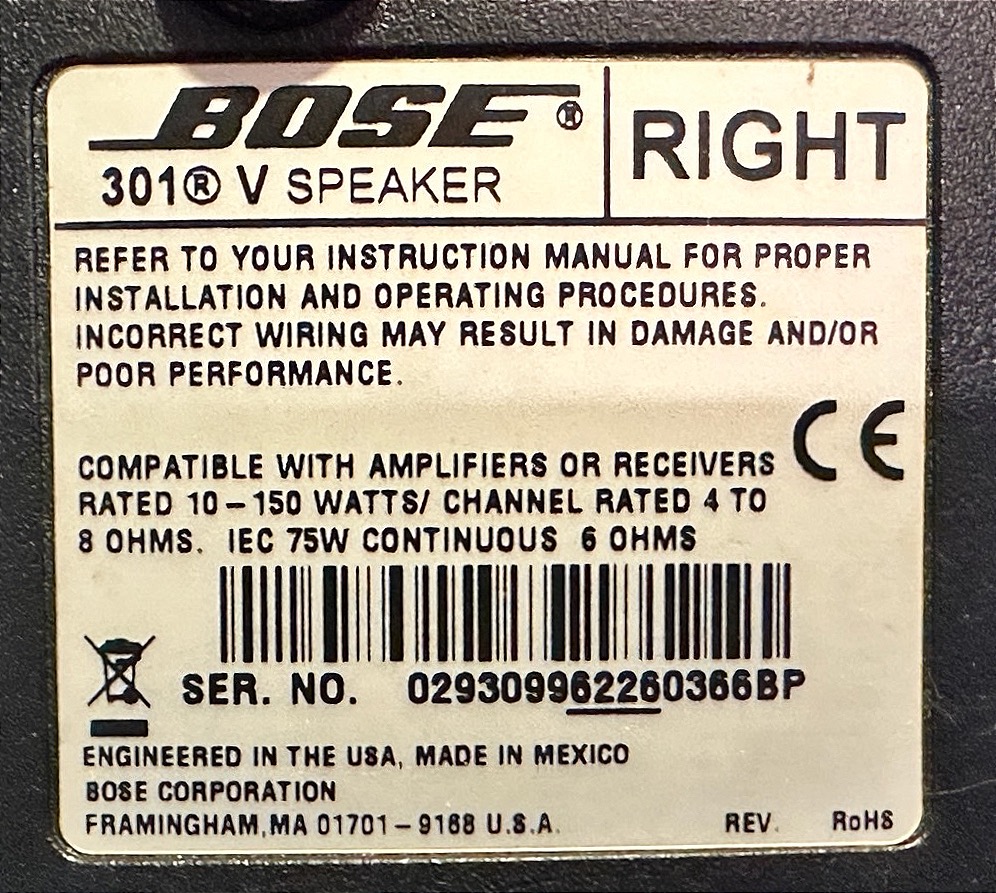 BOSE®
RIGHT
301® V SPEAKER
REFER TO YOUR INSTRUCTION MANUAL FOR PROPER
INSTALLATION AND OPERATING PROCEDURES.
INCORRECT WIRING MAY RESULT IN DAMAGE AND/OR
POOR PERFORMANCE.
CE
COMPATIBLE WITH AMPLIFIERS OR RECEIVERS
RATED 10–150 WATTS/ CHANNEL RATED 4 TO
8 OHMS. IEC 75W CONTINUOUS 6 OHMS
SER. NO. 029309962260366BP
ENGINEERED IN THE USA, MADE IN MEXICO
BOSE CORPORATION
FRAMINGHAM, MA 01701–9168 U.S.A.
REV. RoHS